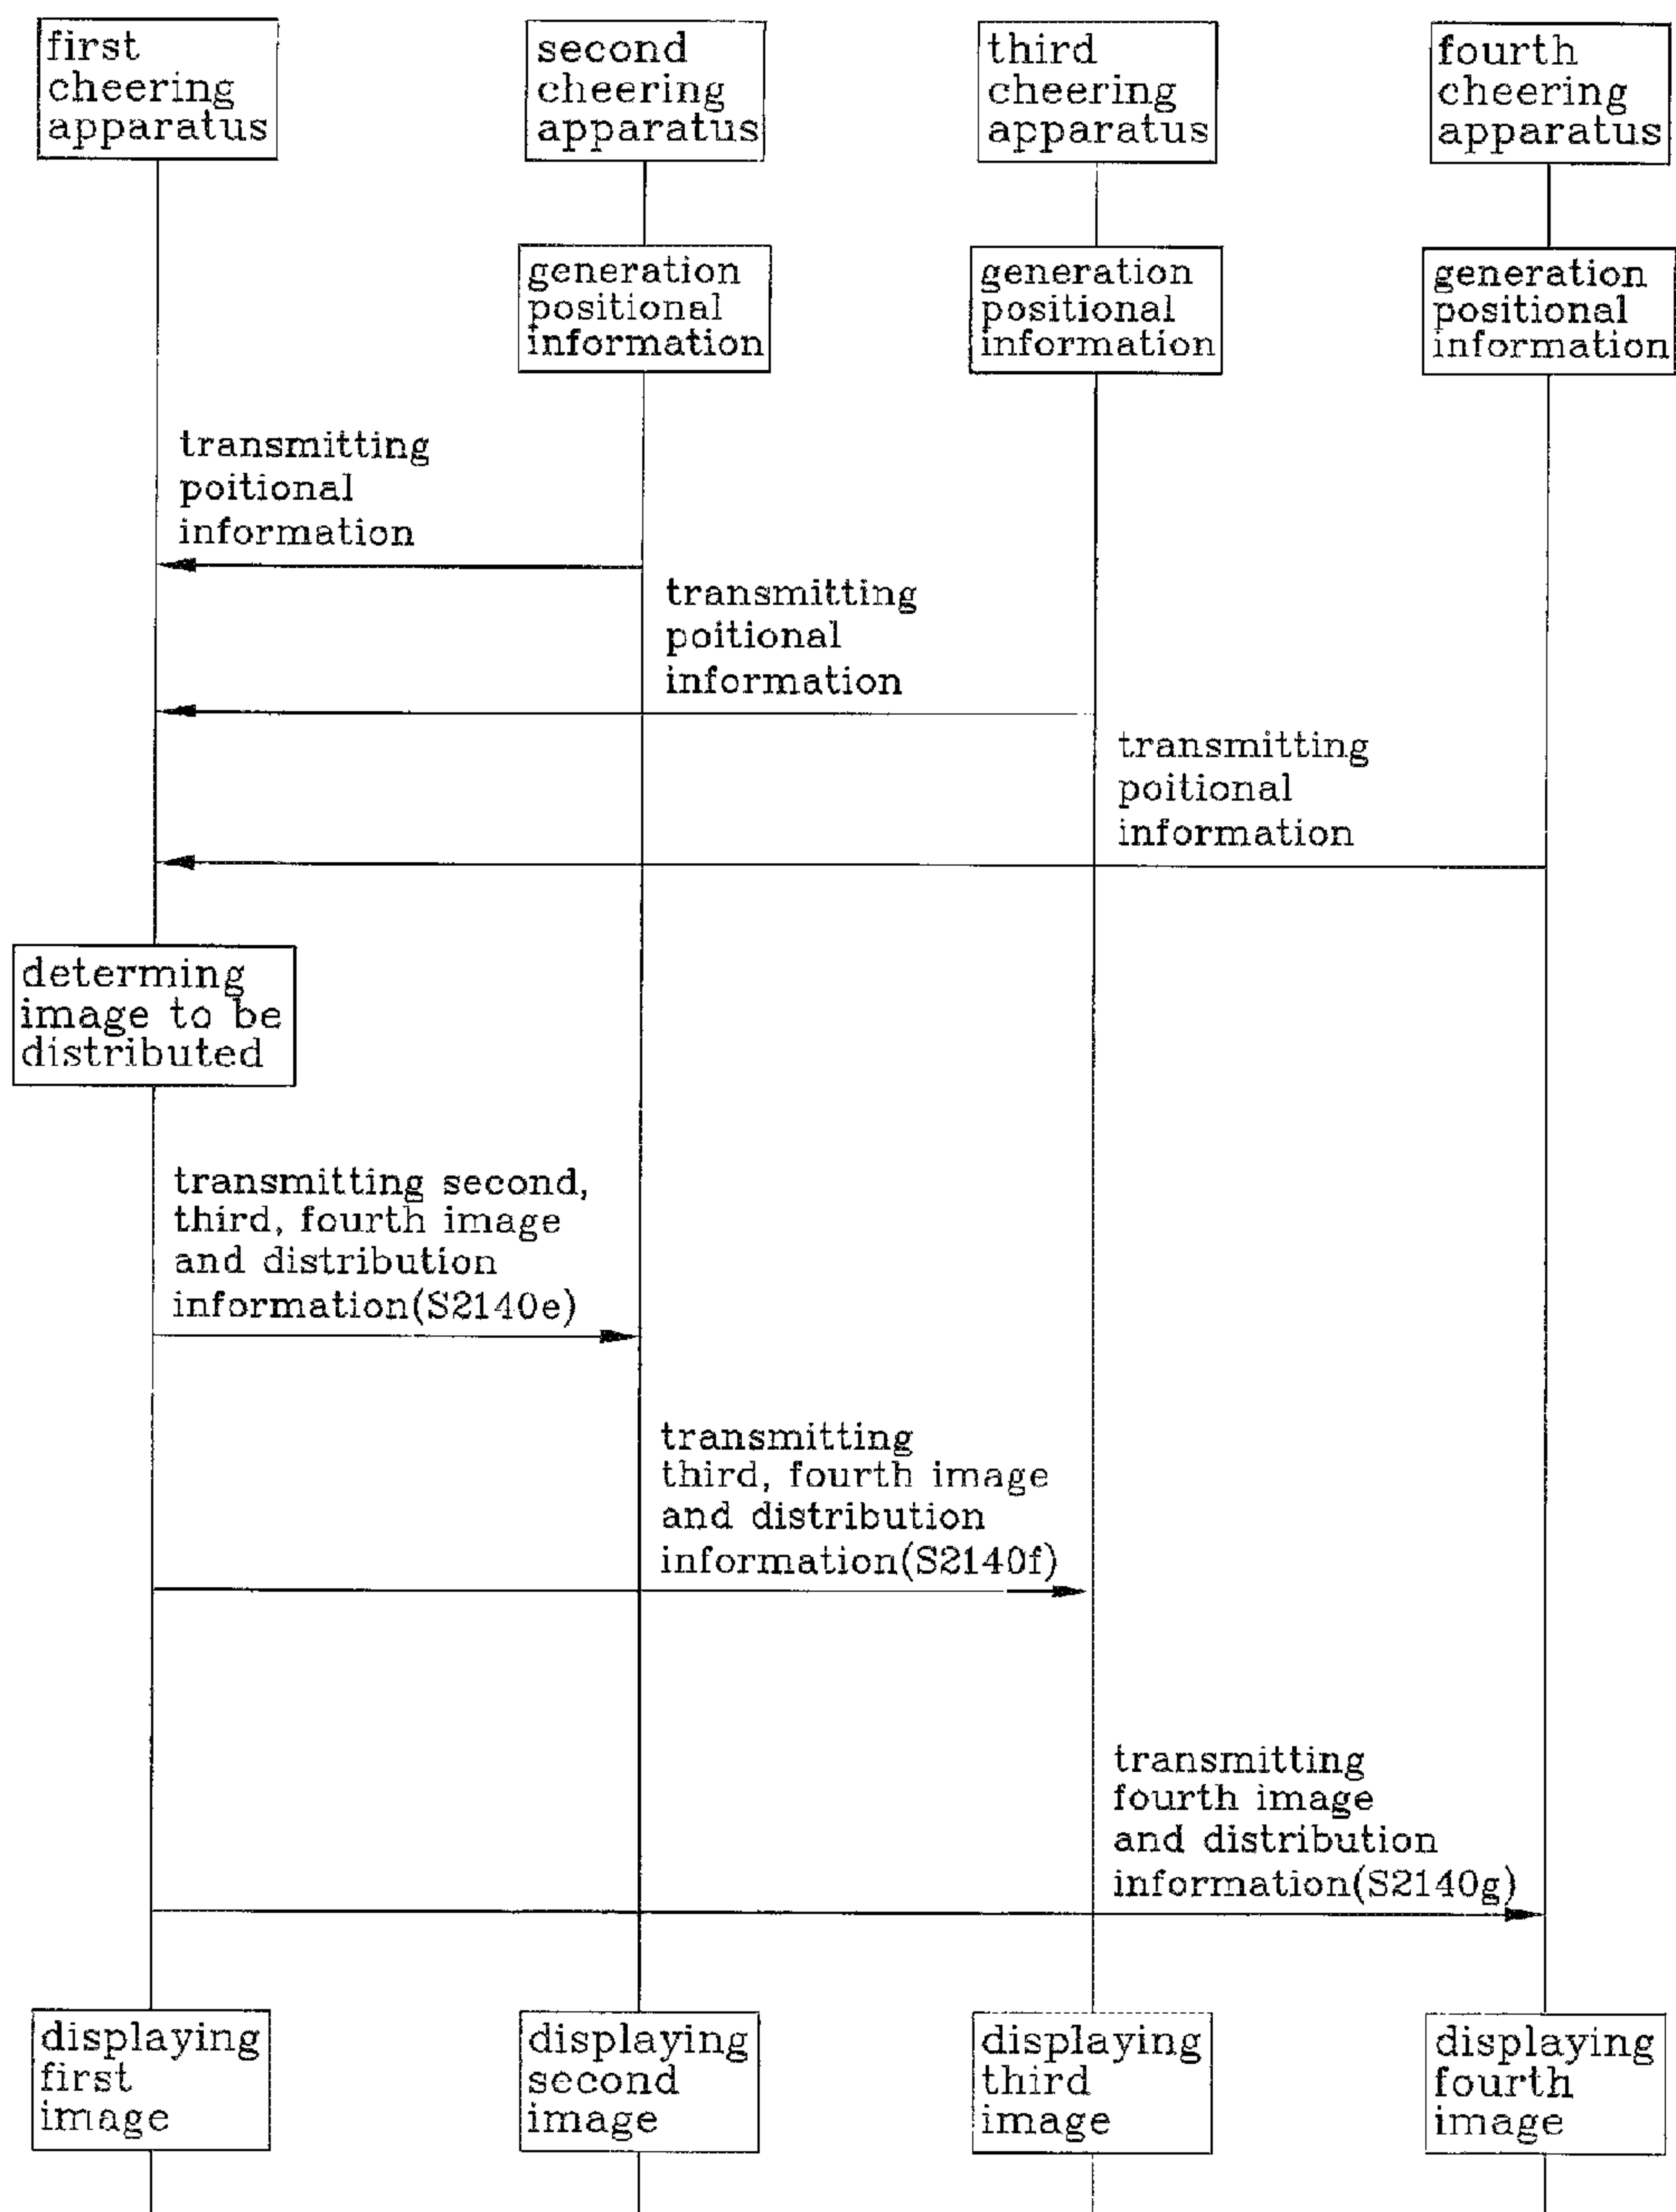 first
cheering
apparatus
second
cheering
apparatus
third
cheering
apparatus
fourth
cheering
apparatus
generation
positional
information
generation
positional
information
generation
positional
information
transmitting
poitional
information
transmitting
poitional
information
transmitting
poitional
information
determing
image to be
distributed
transmitting second,
third, fourth image
and distribution
information(S2140e)
transmitting
third, fourth image
and distribution
information(S2140f)
transmitting
fourth image
and distribution
information(S2140g)
displaying
first
image
displaying
second
image
displaying
third
image
displaying
fourth
image